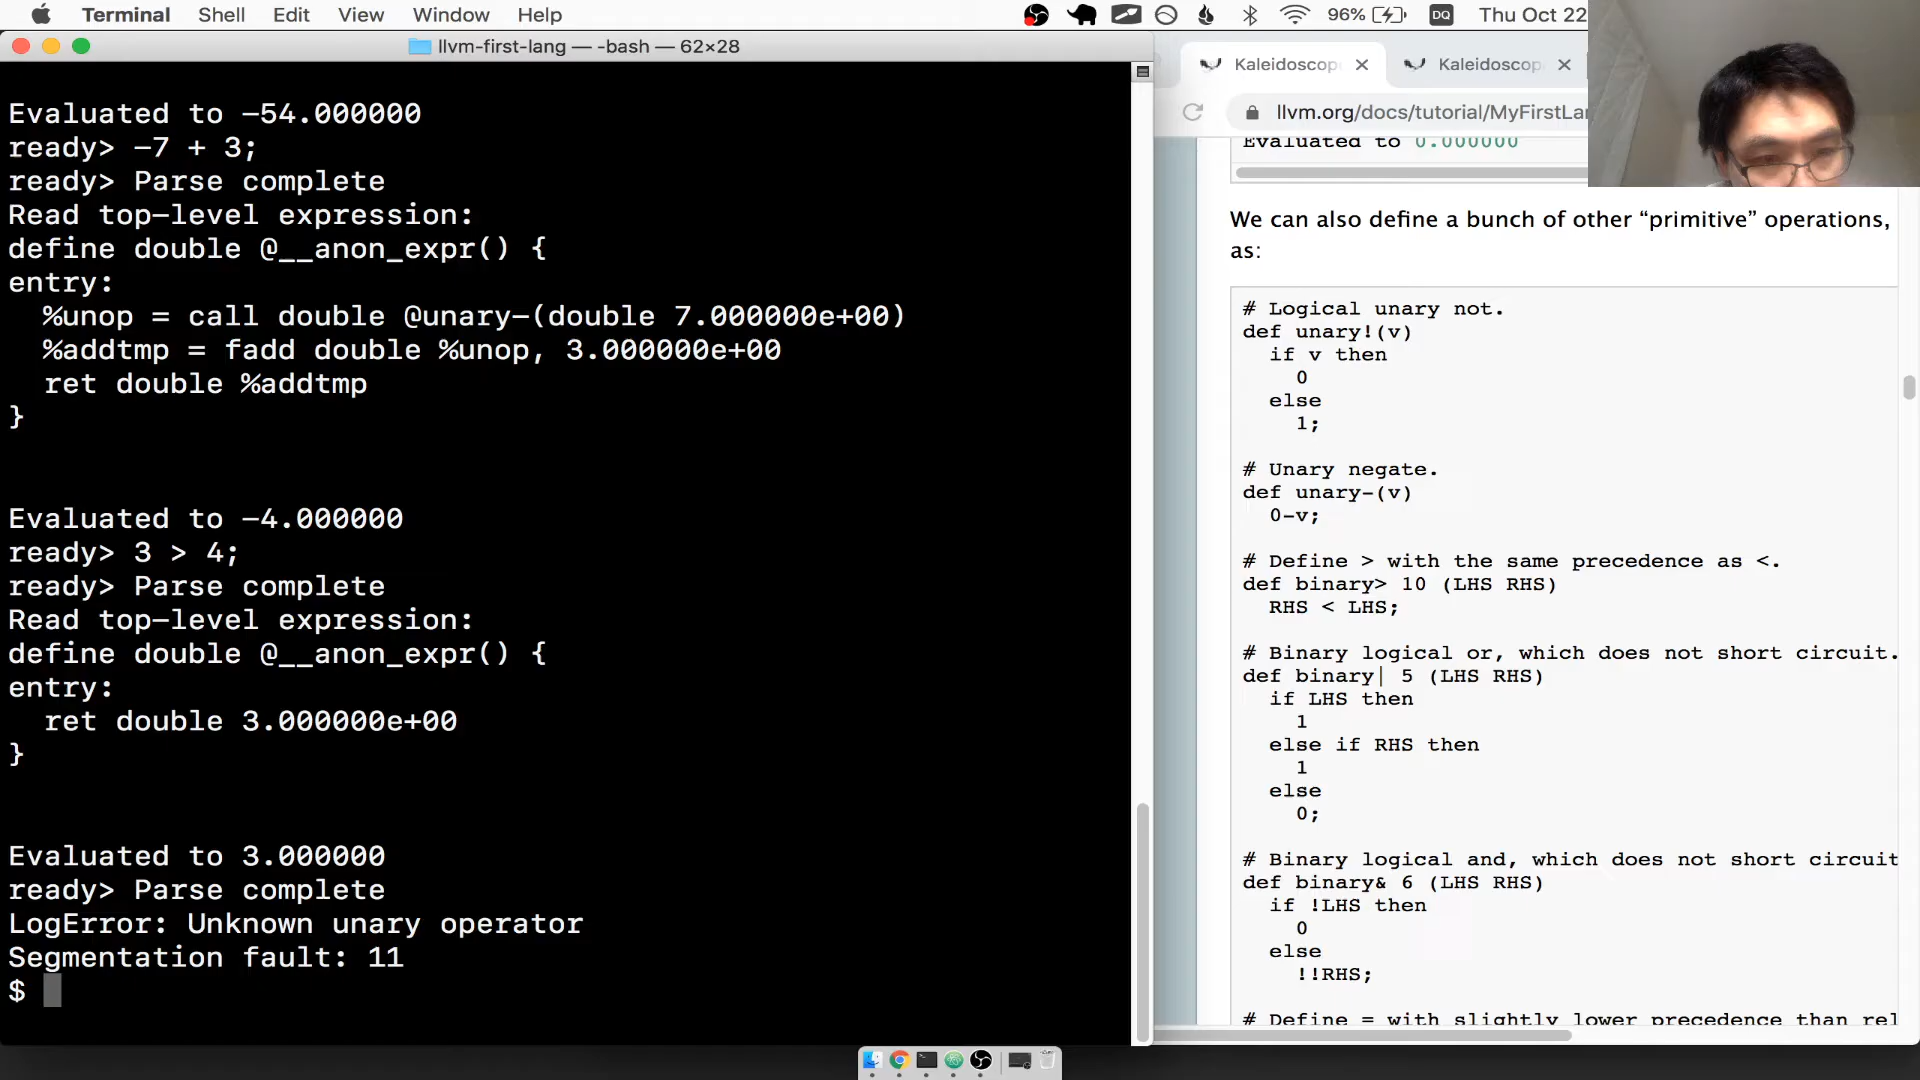 Terminal Shell Edit View Window Help 96% DQ Thu Oct 22
llvm-first-lang — -bash — 62×28
Evaluated to -54.000000
ready> -7 + 3;
ready> Parse complete
Read top-level expression:
define double @__anon_expr() {
entry:
%unop = call double @unary-(double 7.000000e+00)
%addtmp = fadd double %unop, 3.000000e+00
ret double %addtmp
}
Evaluated to -4.000000
ready> 3 > 4;
ready> Parse complete
Read top-level expression:
define double @__anon_expr() {
entry:
ret double 3.000000e+00
}
Evaluated to 3.000000
ready> Parse complete
LogError: Unknown unary operator
Segmentation fault: 11
$
Kaleidoscop Kaleidoscop
llvm.org/docs/tutorial/MyFirstLan
Evaluated to 0.000000
We can also define a bunch of other “primitive” operations,
as:
# Logical unary not.
def unary!(v)
if v then
0
else
1;
# Unary negate.
def unary-(v)
0-v;
# Define > with the same precedence as <.
def binary> 10 (LHS RHS)
RHS < LHS;
# Binary logical or, which does not short circuit.
def binary| 5 (LHS RHS)
if LHS then
1
else if RHS then
1
else
0;
# Binary logical and, which does not short circuit
def binary& 6 (LHS RHS)
if !LHS then
0
else
!!RHS;
# Define = with slightly lower precedence than rel